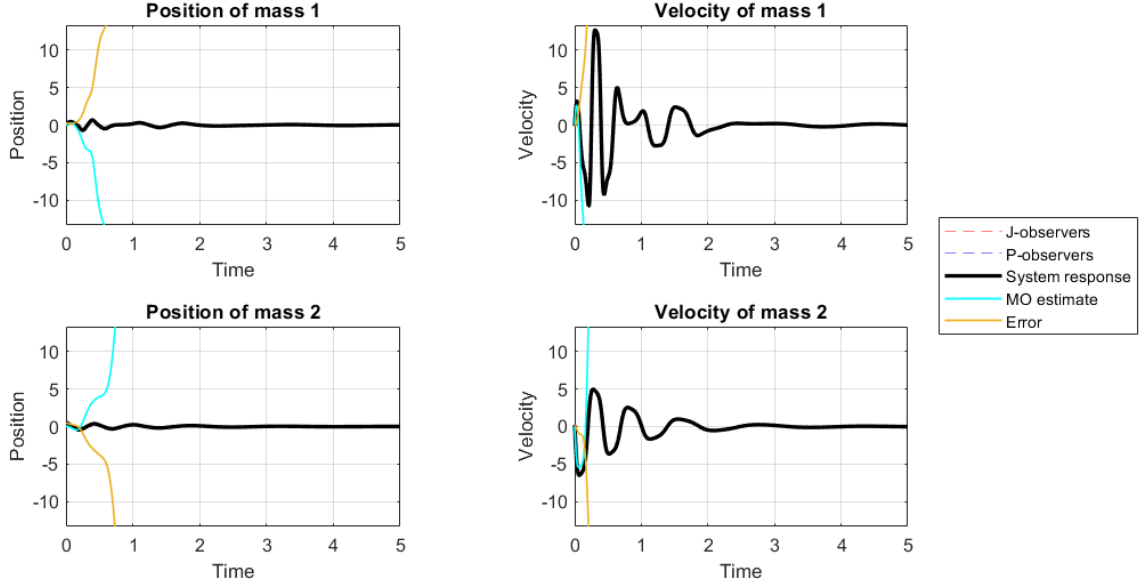 Position of mass 1
10
5
0
-5
-10
Position
0 1 2 3 4 5
Time
Velocity of mass 1
10
5
0
-5
-10
Velocity
0 1 2 3 4 5
Time
Position of mass 2
10
5
0
-5
-10
Position
0 1 2 3 4 5
Time
Velocity of mass 2
10
5
0
-5
-10
Velocity
0 1 2 3 4 5
Time
J-observers
P-observers
System response
MO estimate
Error